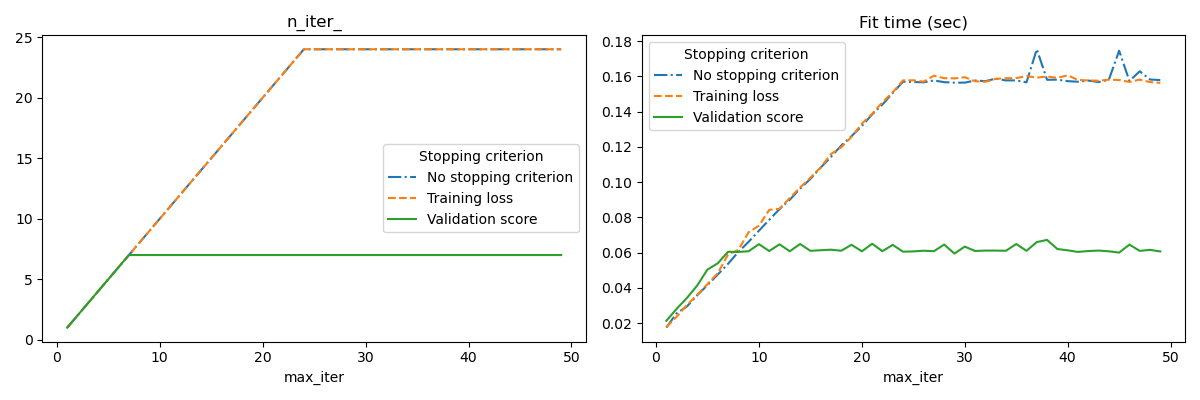 n_iter_
25
20
15
10
5
0
Stopping criterion
No stopping criterion
Training loss
Validation score
0
10
20
30
40
50
max_iter
Fit time (sec)
0.18
0.16
0.14
0.12
0.10
0.08
0.06
0.04
0.02
Stopping criterion
No stopping criterion
Training loss
Validation score
0
10
20
30
40
50
max_iter